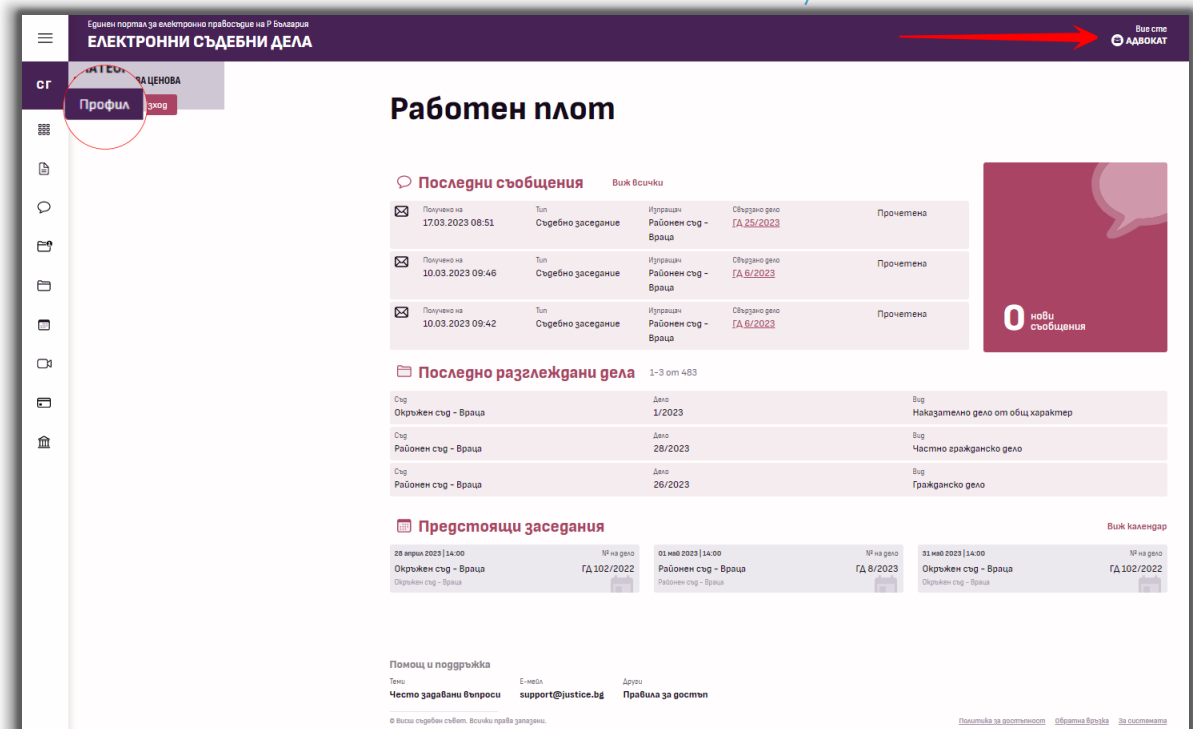 Единен портал за електронно правосъдие на Р България
ЕЛЕКТРОННИ СЪДЕБНИ ДЕЛА
Вие сте
АДВОКАТ
СГ
ВА ЦЕНОВА
Профил
зход
Работен плот
Последни съобщения Виж всички
Получено на Тип Изпращач Свързано дело
17.03.2023 08:51 Съдебно заседание Районен съд - ГД 25/2023 Прочетена
Враца
Получено на Тип Изпращач Свързано дело
10.03.2023 09:46 Съдебно заседание Районен съд - ГД 6/2023 Прочетена
Враца
Получено на Тип Изпращач Свързано дело
10.03.2023 09:42 Съдебно заседание Районен съд - ГД 6/2023 Прочетена
Враца
0 нови
съобщения
Последно разглеждани дела 1-3 от 483
Съд Дело Вид
Окръжен съд - Враца 1/2023 Наказателно дело от общ характер
Съд Дело Вид
Районен съд - Враца 28/2023 Частно гражданско дело
Съд Дело Вид
Районен съд - Враца 26/2023 Гражданско дело
Предстоящи заседания Виж календар
28 април 2023 | 14:00 № на дело 01 май 2023 | 14:00 № на дело 31 май 2023 | 14:00 № на дело
Окръжен съд - Враца ГД 102/2022 Районен съд - Враца ГД 8/2023 Окръжен съд - Враца ГД 102/2022
Окръжен съд - Враца Районен съд - Враца Окръжен съд - Враца
Помощ и поддръжка
Теми Е-мейл Други
Често задавани въпроси support@justice.bg Правила за достъп
© Висш съдебен съвет. Всички права запазени. Политика за достъпност Обратна връзка За системата